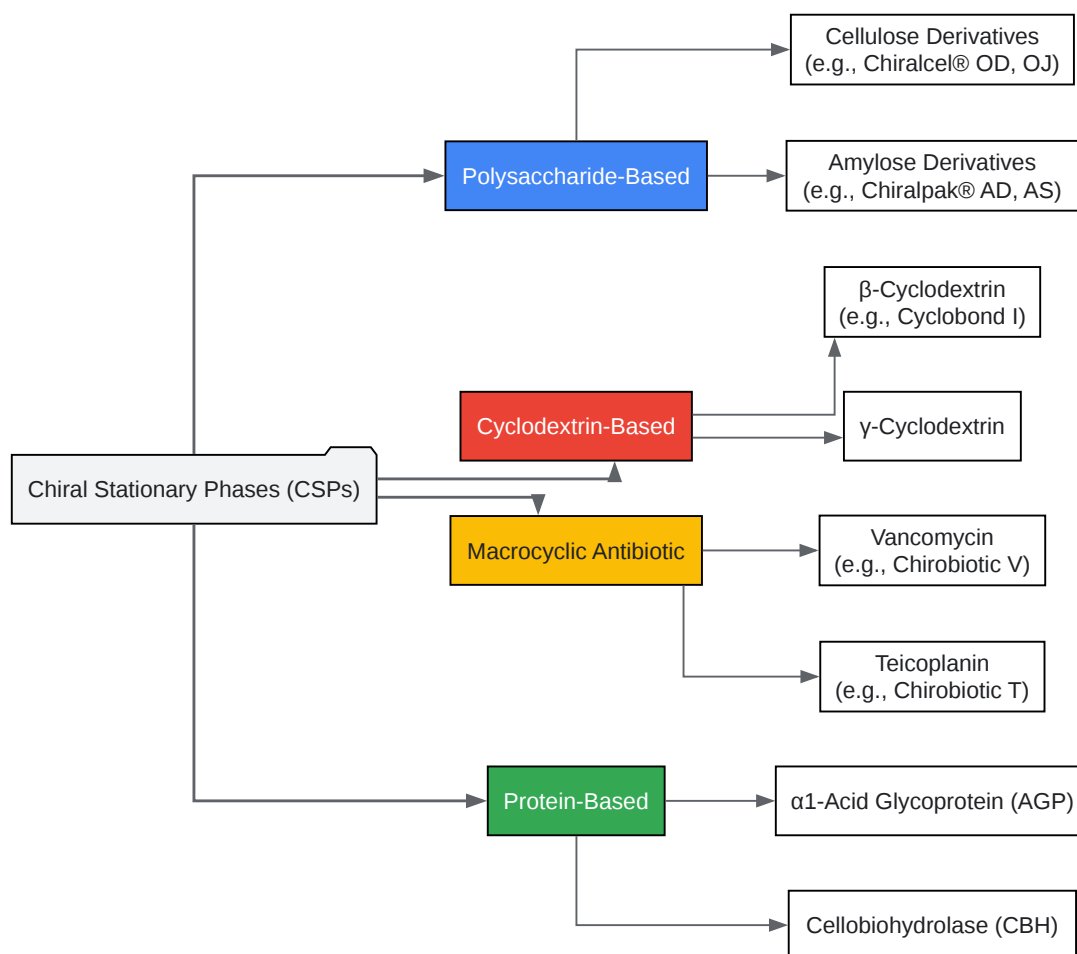 Cellulose Derivatives
(e.g., Chiralcel® OD, OJ)
Polysaccharide-Based
Amylose Derivatives
(e.g., Chiralpak® AD, AS)
β-Cyclodextrin
(e.g., Cyclobond I)
Cyclodextrin-Based
γ-Cyclodextrin
Chiral Stationary Phases (CSPs)
Macrocyclic Antibiotic
Vancomycin
(e.g., Chirobiotic V)
Teicoplanin
(e.g., Chirobiotic T)
Protein-Based
α1-Acid Glycoprotein (AGP)
Cellobiohydrolase (CBH)